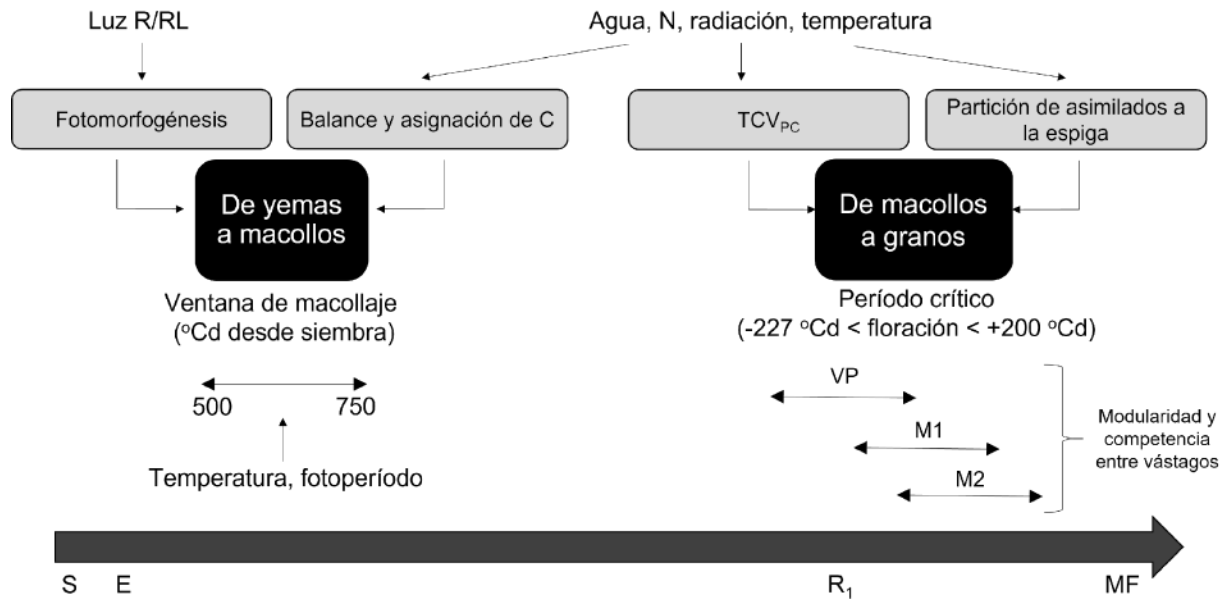 Luz R/RL
Agua, N, radiación, temperatura
Fotomorfogénesis
Balance y asignación de C
TCVPC
Partición de asimilados a
la espiga
De yemas
a macollos
De macollos
a granos
Ventana de macollaje
(ºCd desde siembra)
Período crítico
(-227 ºCd < floración < +200 ºCd)
500
750
Temperatura, fotoperíodo
VP
M1
M2
Modularidad y
competencia
entre vástagos
S
E
R1
MF